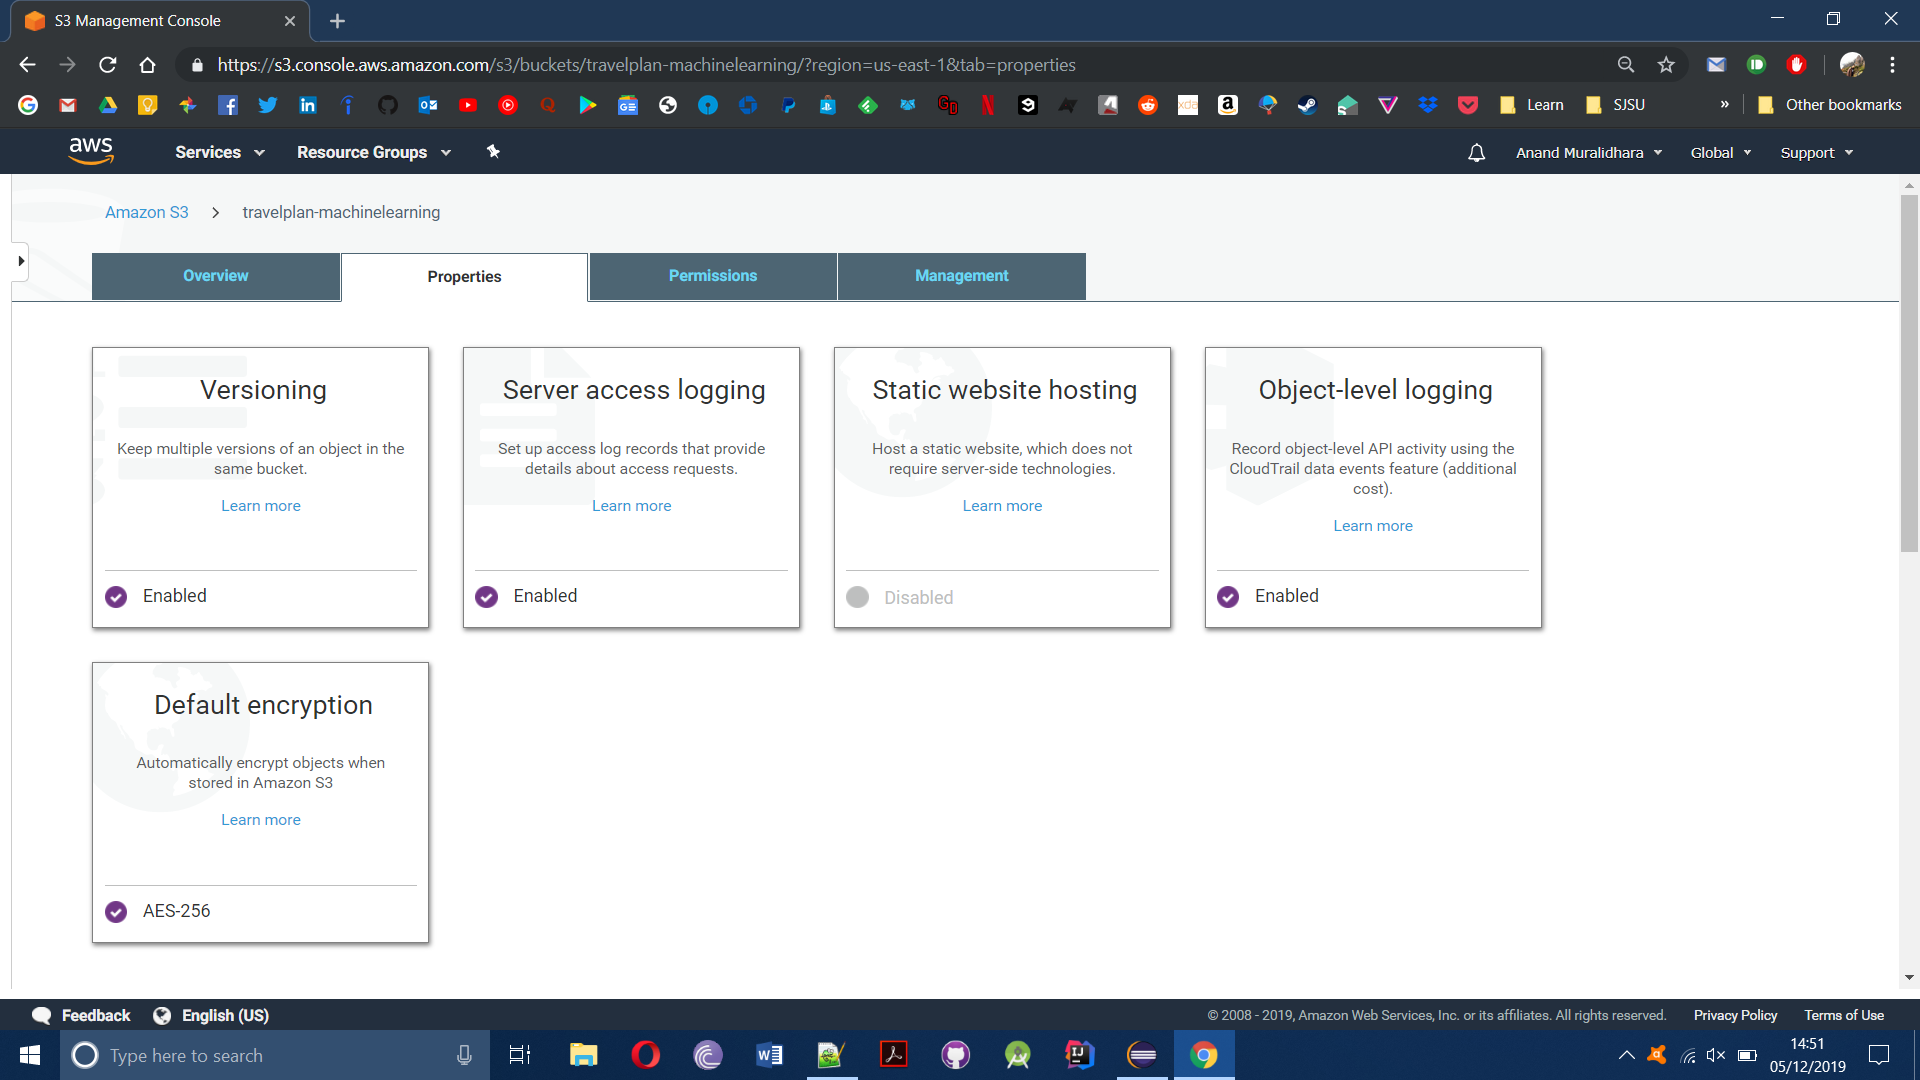 S3 Management Console
https://s3.console.aws.amazon.com/s3/buckets/travelplan-machinelearning/?region=us-east-1&tab=properties
Learn
SJSU
»
Other bookmarks
aws
Services
Resource Groups
Anand Muralidhara
Global
Support
Amazon S3
travelplan-machinelearning
Overview
Properties
Permissions
Management
Versioning
Keep multiple versions of an object in the
same bucket.
Learn more
Enabled
Server access logging
Set up access log records that provide
details about access requests.
Learn more
Enabled
Static website hosting
Host a static website, which does not
require server-side technologies.
Learn more
Disabled
Object-level logging
Record object-level API activity using the
CloudTrail data events feature (additional
cost).
Learn more
Enabled
Default encryption
Automatically encrypt objects when
stored in Amazon S3
Learn more
AES-256
Feedback
English (US)
© 2008 - 2019, Amazon Web Services, Inc. or its affiliates. All rights reserved.
Privacy Policy
Terms of Use
Type here to search
14:51
05/12/2019